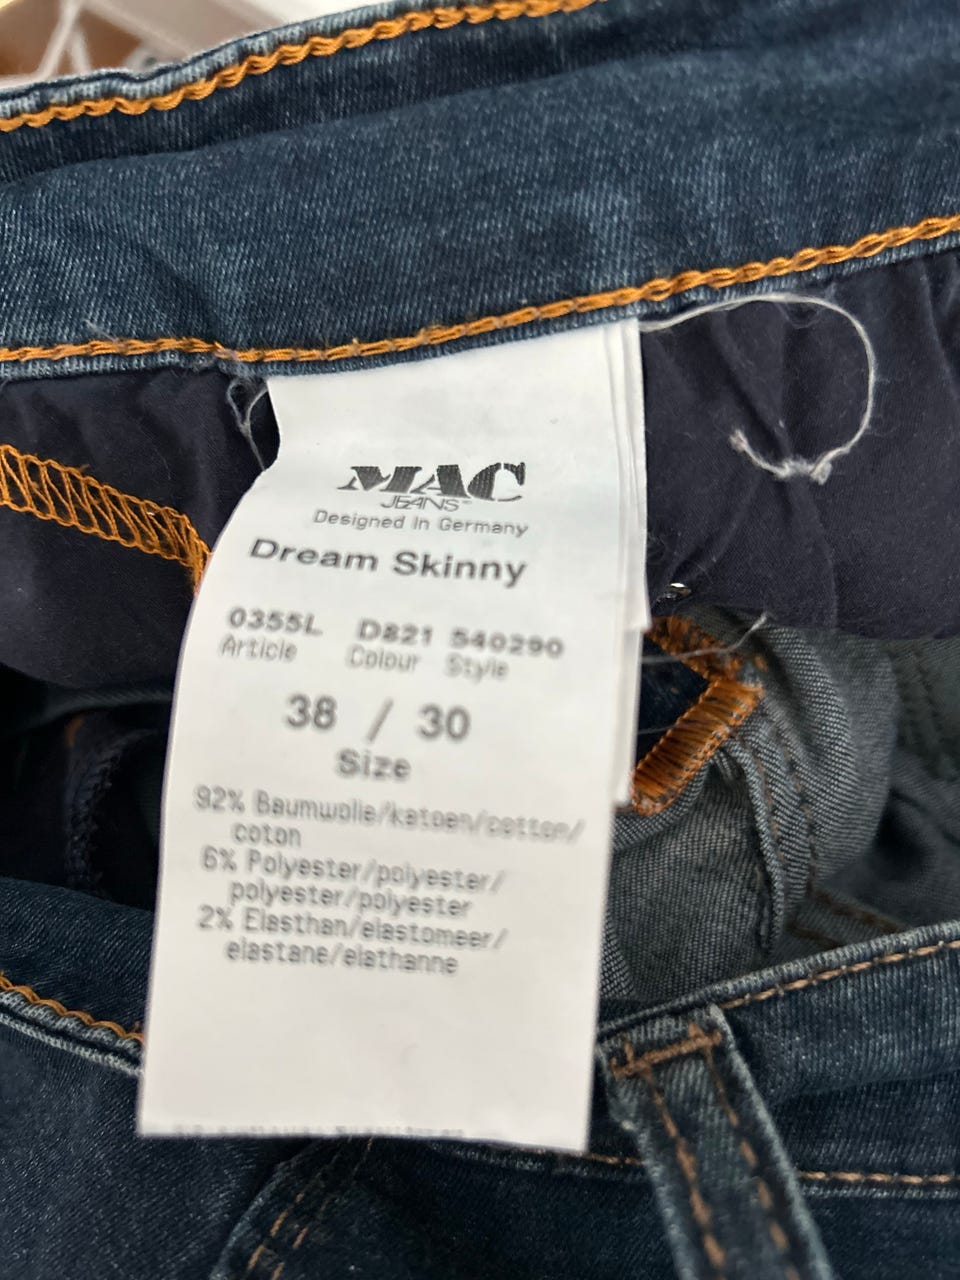 MAC
JEANS
Designed In Germany
Dream Skinny
0355L D821 540290
Article Colour Style
38 / 30
Size
92% Baumwolle/katoen/cotton/
coton
6% Polyester/polyester/
polyester/polyester
2% Elasthan/elastomeer/
elastane/elathanne